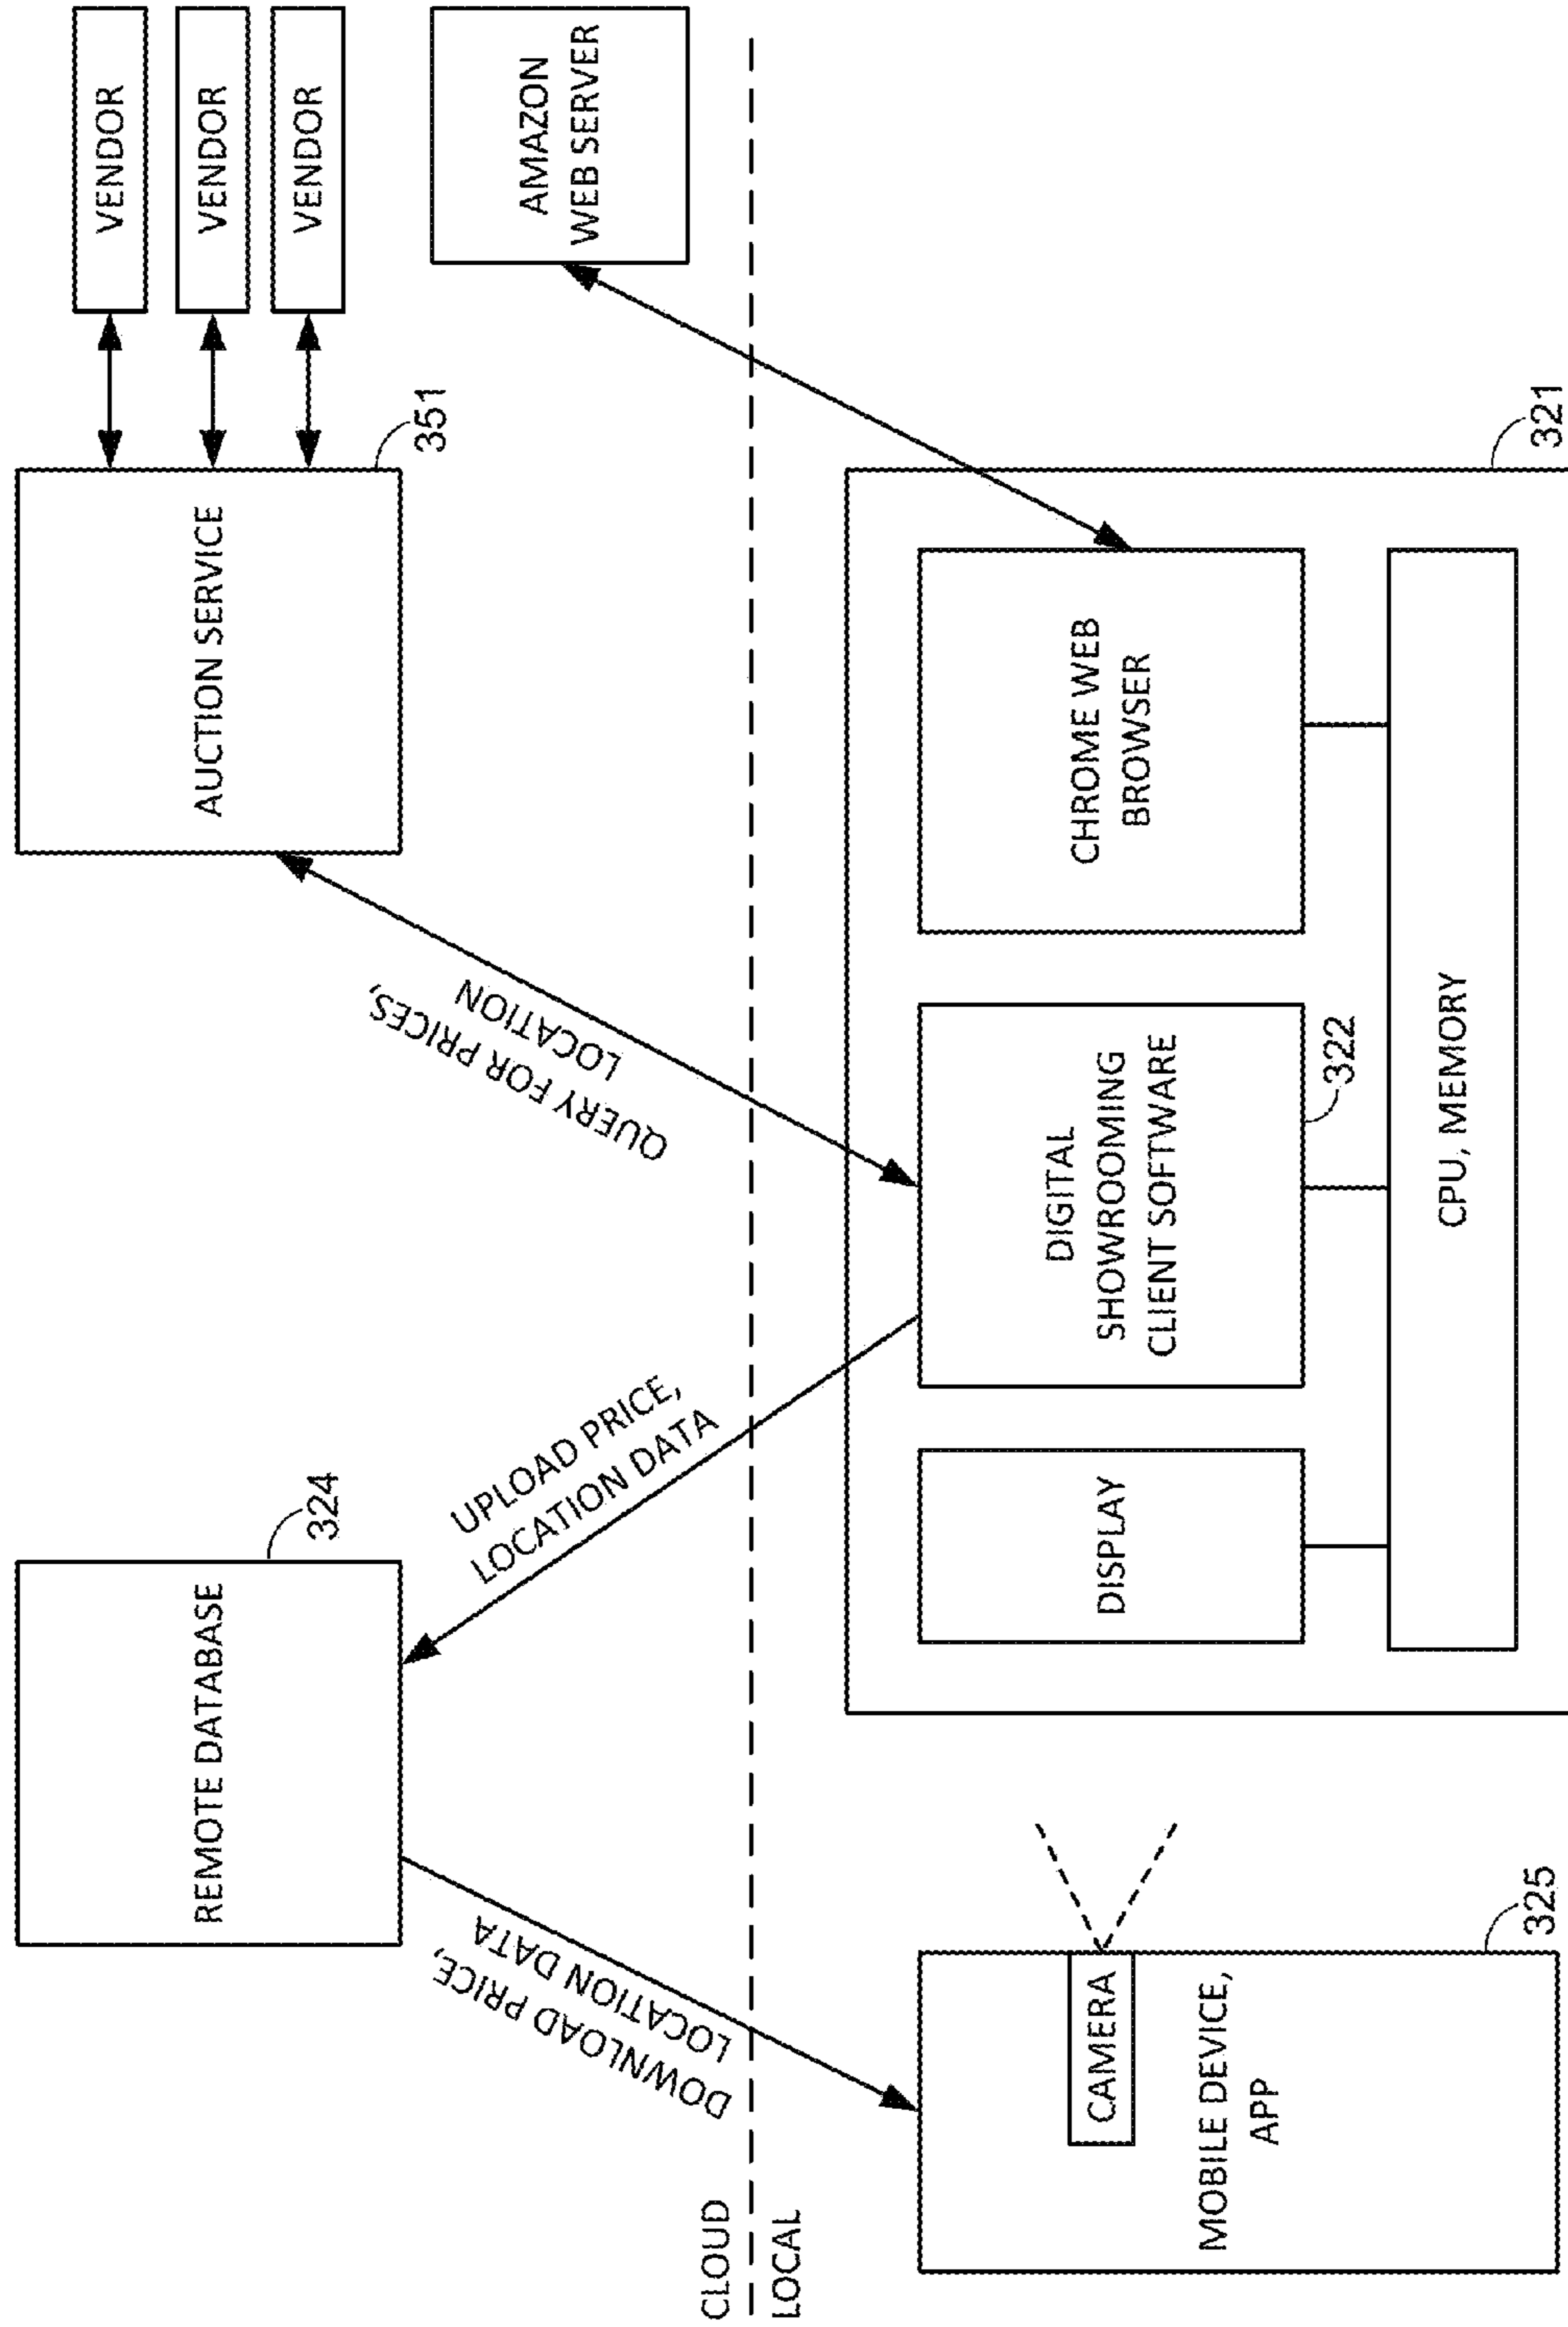 REMOTE DATABASE
324
AUCTION SERVICE
351
VENDOR
VENDOR
VENDOR
AMAZON
WEB SERVER
DOWNLOAD PRICE,
LOCATION DATA
UPLOAD PRICE,
LOCATION DATA
QUERY FOR PRICES,
LOCATION
CLOUD
LOCAL
CAMERA
MOBILE DEVICE,
APP
325
DISPLAY
DIGITAL
SHOWROOMING
CLIENT SOFTWARE
322
CHROME WEB
BROWSER
CPU, MEMORY
321